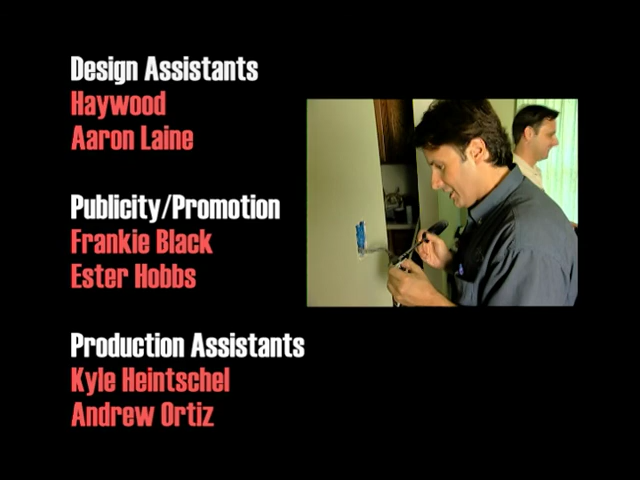 Design Assistants
Haywood
Aaron Laine
Publicity/Promotion
Frankie Black
Ester Hobbs
Production Assistants
Kyle Heintschel
Andrew Ortiz